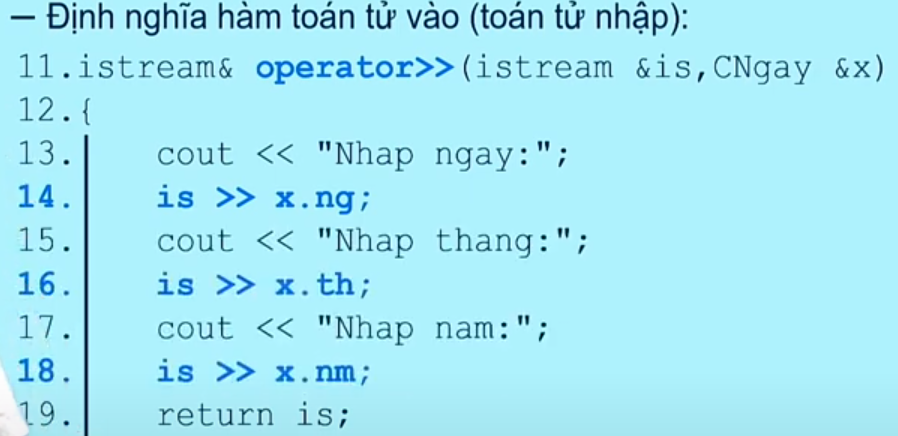 – Định nghĩa hàm toán tử vào (toán tử nhập):
11.istream& operator>>(istream &is,CNgay &x)
12.{
13. cout << "Nhap ngay:";
14. is >> x.ng;
15. cout << "Nhap thang:";
16. is >> x.th;
17. cout << "Nhap nam:";
18. is >> x.nm;
19. return is;